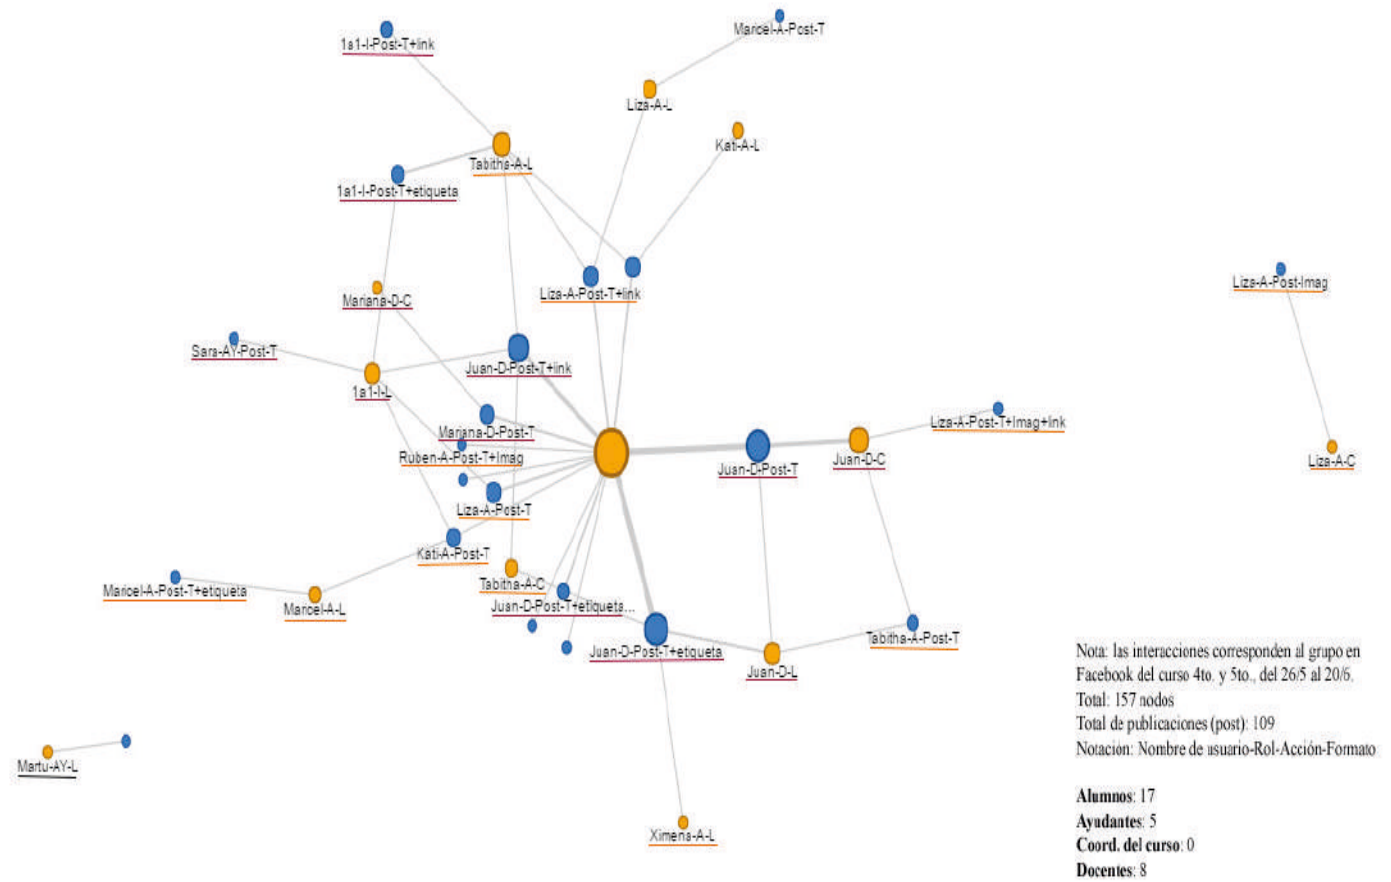 Maricel-A-Post-T
1a1-I-Post-T+link
Liza-A-L
Kati-A-L
Tabitha-A-L
1a1-I-Post-T+etiqueta
Liza-A-Post-Imag
Liza-A-Post-T+link
Mariana-D-C
Sara-AY-Post-T
Juan-D-Post-T+link
1a1-I-L
Liza-A-Post-T+Imag+link
Mariana-D-Post-T
Ruben-A-Post-T+Imag
Juan-D-Post-T
Juan-D-C
Liza-A-C
Liza-A-Post-T
Kati-A-Post-T
Tabitha-A-C
Maricel-A-Post-T+etiqueta
Maricel-A-L
Juan-D-Post-T+etiqueta...
Juan-D-Post-T+etiqueta
Tabitha-A-Post-T
Juan-D-L
Martu-AY-L
Ximena-A-L
Nota: las interacciones corresponden al grupo en
Facebook del curso 4to. y 5to., del 26/5 al 20/6.
Total: 157 nodos
Total de publicaciones (post): 109
Notación: Nombre de usuario-Rol-Acción-Formato
Alumnos: 17
Ayudantes: 5
Coord. del curso: 0
Docentes: 8